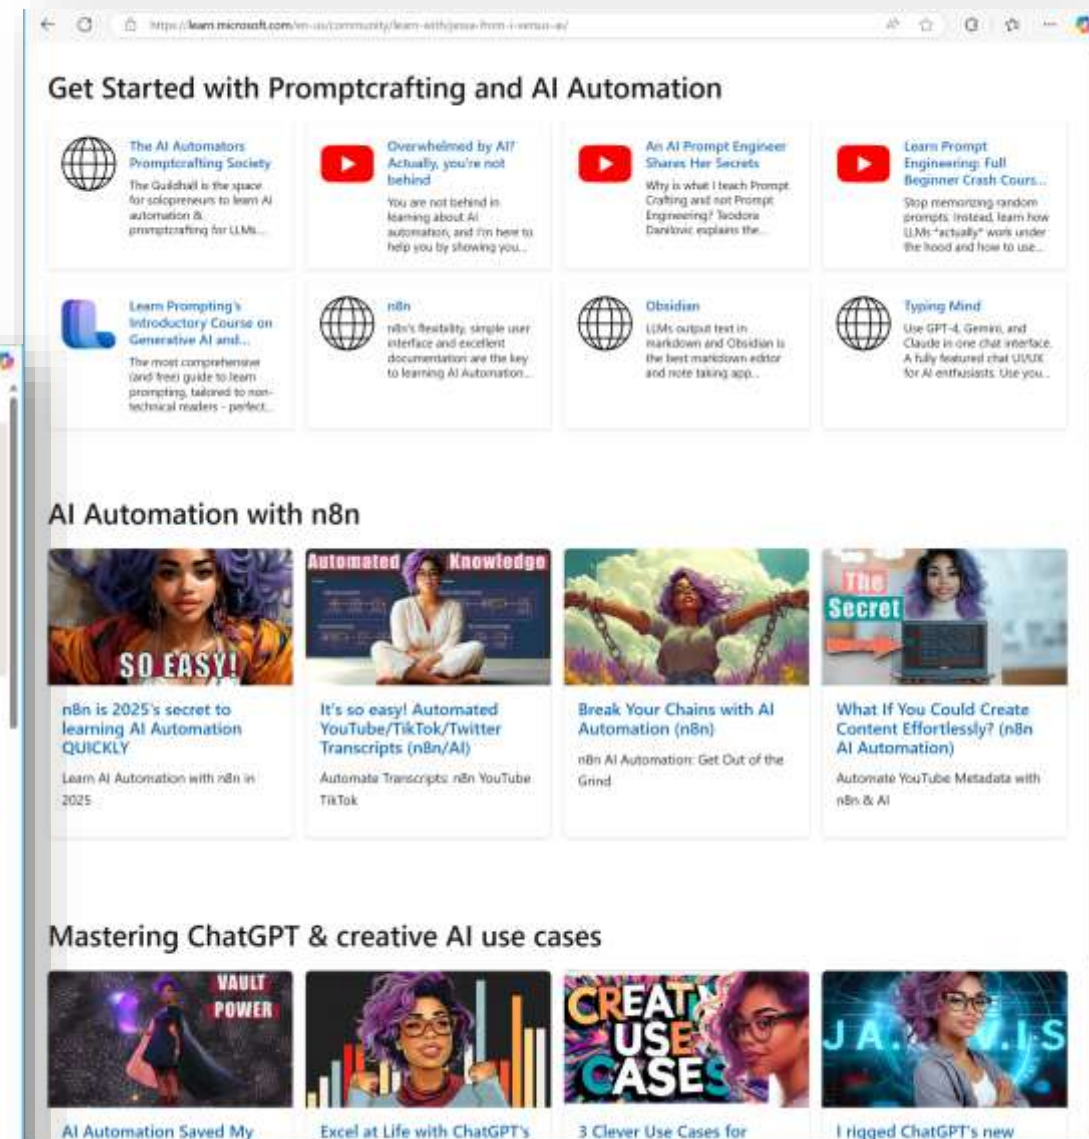 https://learn.microsoft.com/en-us/community/learn-with/jesse-from-i-versus-ai/
Get Started with Promptcrafting and AI Automation
The AI Automators
Promptcrafting Society
The Guildhall is the space
for solopreneurs to learn AI
automation &
promptcrafting for LLMs...
Overwhelmed by AI?
Actually, you're not
behind
You are not behind in
learning about AI
automation, and I'm here to
help you by showing you...
An AI Prompt Engineer
Shares Her Secrets
Why is what I teach Prompt
Crafting and not Prompt
Engineering? Teodora
Danilovic explains the...
Learn Prompt
Engineering: Full
Beginner Crash Cours...
Stop memorizing random
prompts. Instead, learn how
LLMs *actually* work under
the hood and how to use...
Learn Prompting's
Introductory Course on
Generative AI and...
The most comprehensive
(and free) guide to learn
prompting, tailored to non-
technical readers - perfect...
n8n
n8n's flexibility, simple user
interface and excellent
documentation are the key
to learning AI Automation...
Obsidian
LLMs output text in
markdown and Obsidian is
the best markdown editor
and note taking app...
Typing Mind
Use GPT-4, Gemini, and
Claude in one chat interface.
A fully featured chat UI/UX
for AI enthusiasts. Use you...
AI Automation with n8n
SO EASY!
Automated Knowledge
The
Secret
n8n is 2025's secret to
learning AI Automation
QUICKLY
Learn AI Automation with n8n in
2025
It's so easy! Automated
YouTube/TikTok/Twitter
Transcripts (n8n/AI)
Automate Transcripts: n8n YouTube
TikTok
Break Your Chains with AI
Automation (n8n)
n8n AI Automation: Get Out of the
Grind
What If You Could Create
Content Effortlessly? (n8n
AI Automation)
Automate YouTube Metadata with
n8n & AI
Mastering ChatGPT & creative AI use cases
VAULT
POWER
CREATIV
USE
CASES
J.A. V.I.S
AI Automation Saved My
Excel at Life with ChatGPT's
3 Clever Use Cases for
I rigged ChatGPT's new